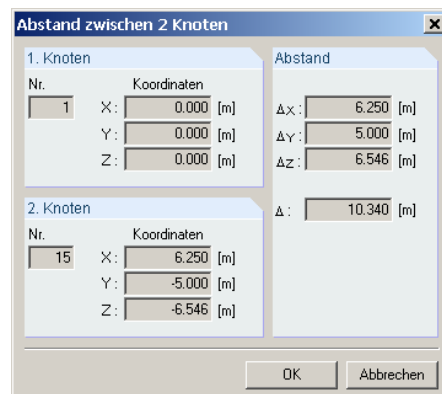 Abstand zwischen 2 Knoten
1. Knoten
Nr. Koordinaten
1 X: 0.000 [m]
Y: 0.000 [m]
Z: 0.000 [m]
2. Knoten
Nr. Koordinaten
15 X: 6.250 [m]
Y: -5.000 [m]
Z: -6.546 [m]
Abstand
ΔX: 6.250 [m]
ΔY: 5.000 [m]
ΔZ: 6.546 [m]
Δ: 10.340 [m]
OK Abbrechen